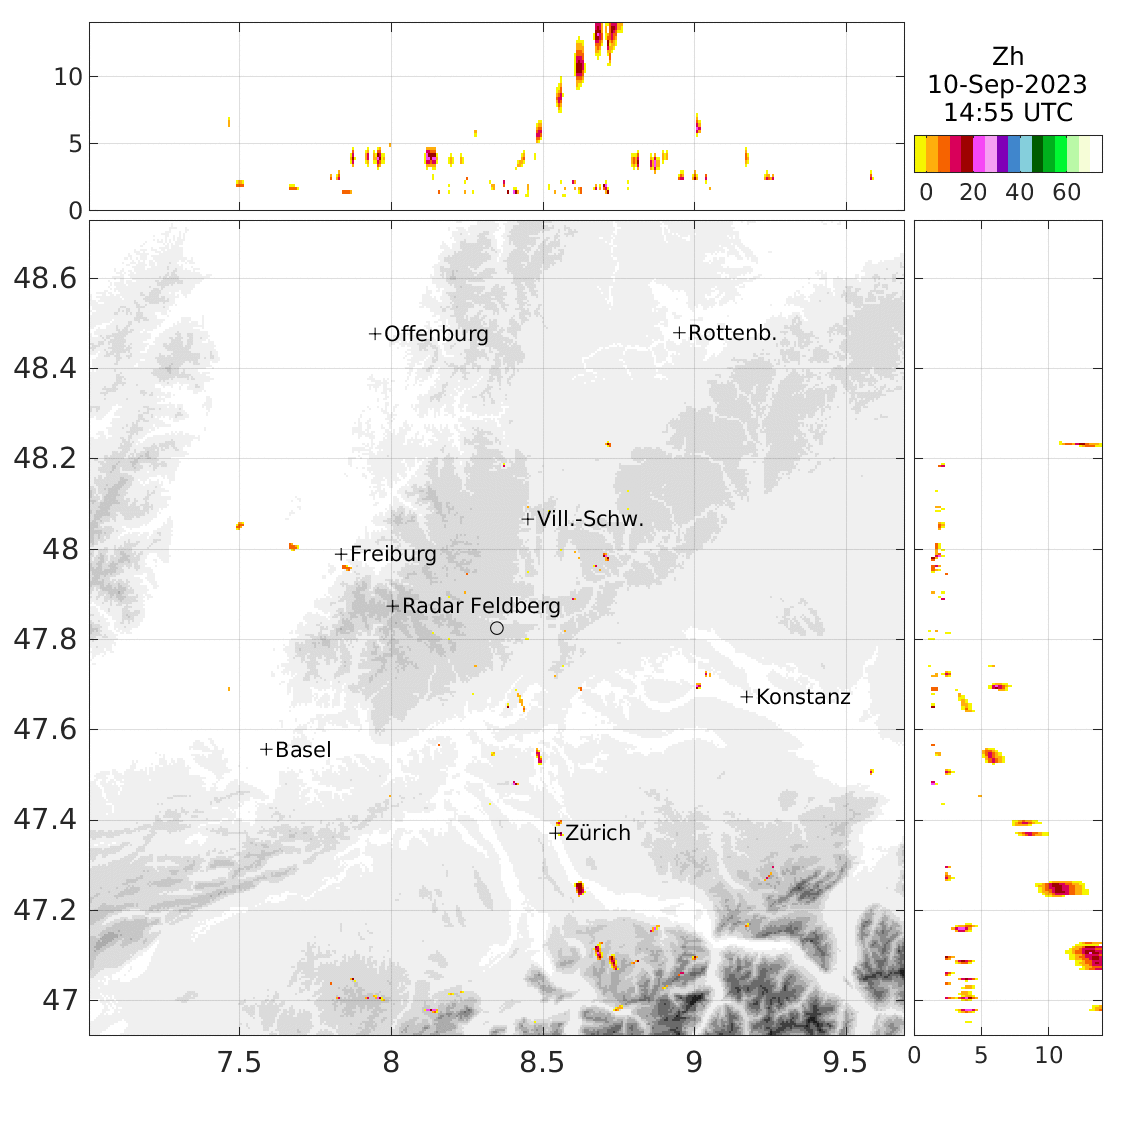 10
5
0
Zh
10-Sep-2023
14:55 UTC
0 20 40 60
48.6
48.4
48.2
48
47.8
47.6
47.4
47.2
47
Offenburg
Rottenb.
Vill.-Schw.
Freiburg
Radar Feldberg
Konstanz
Basel
Zürich
7.5 8 8.5 9 9.5
0 5 10